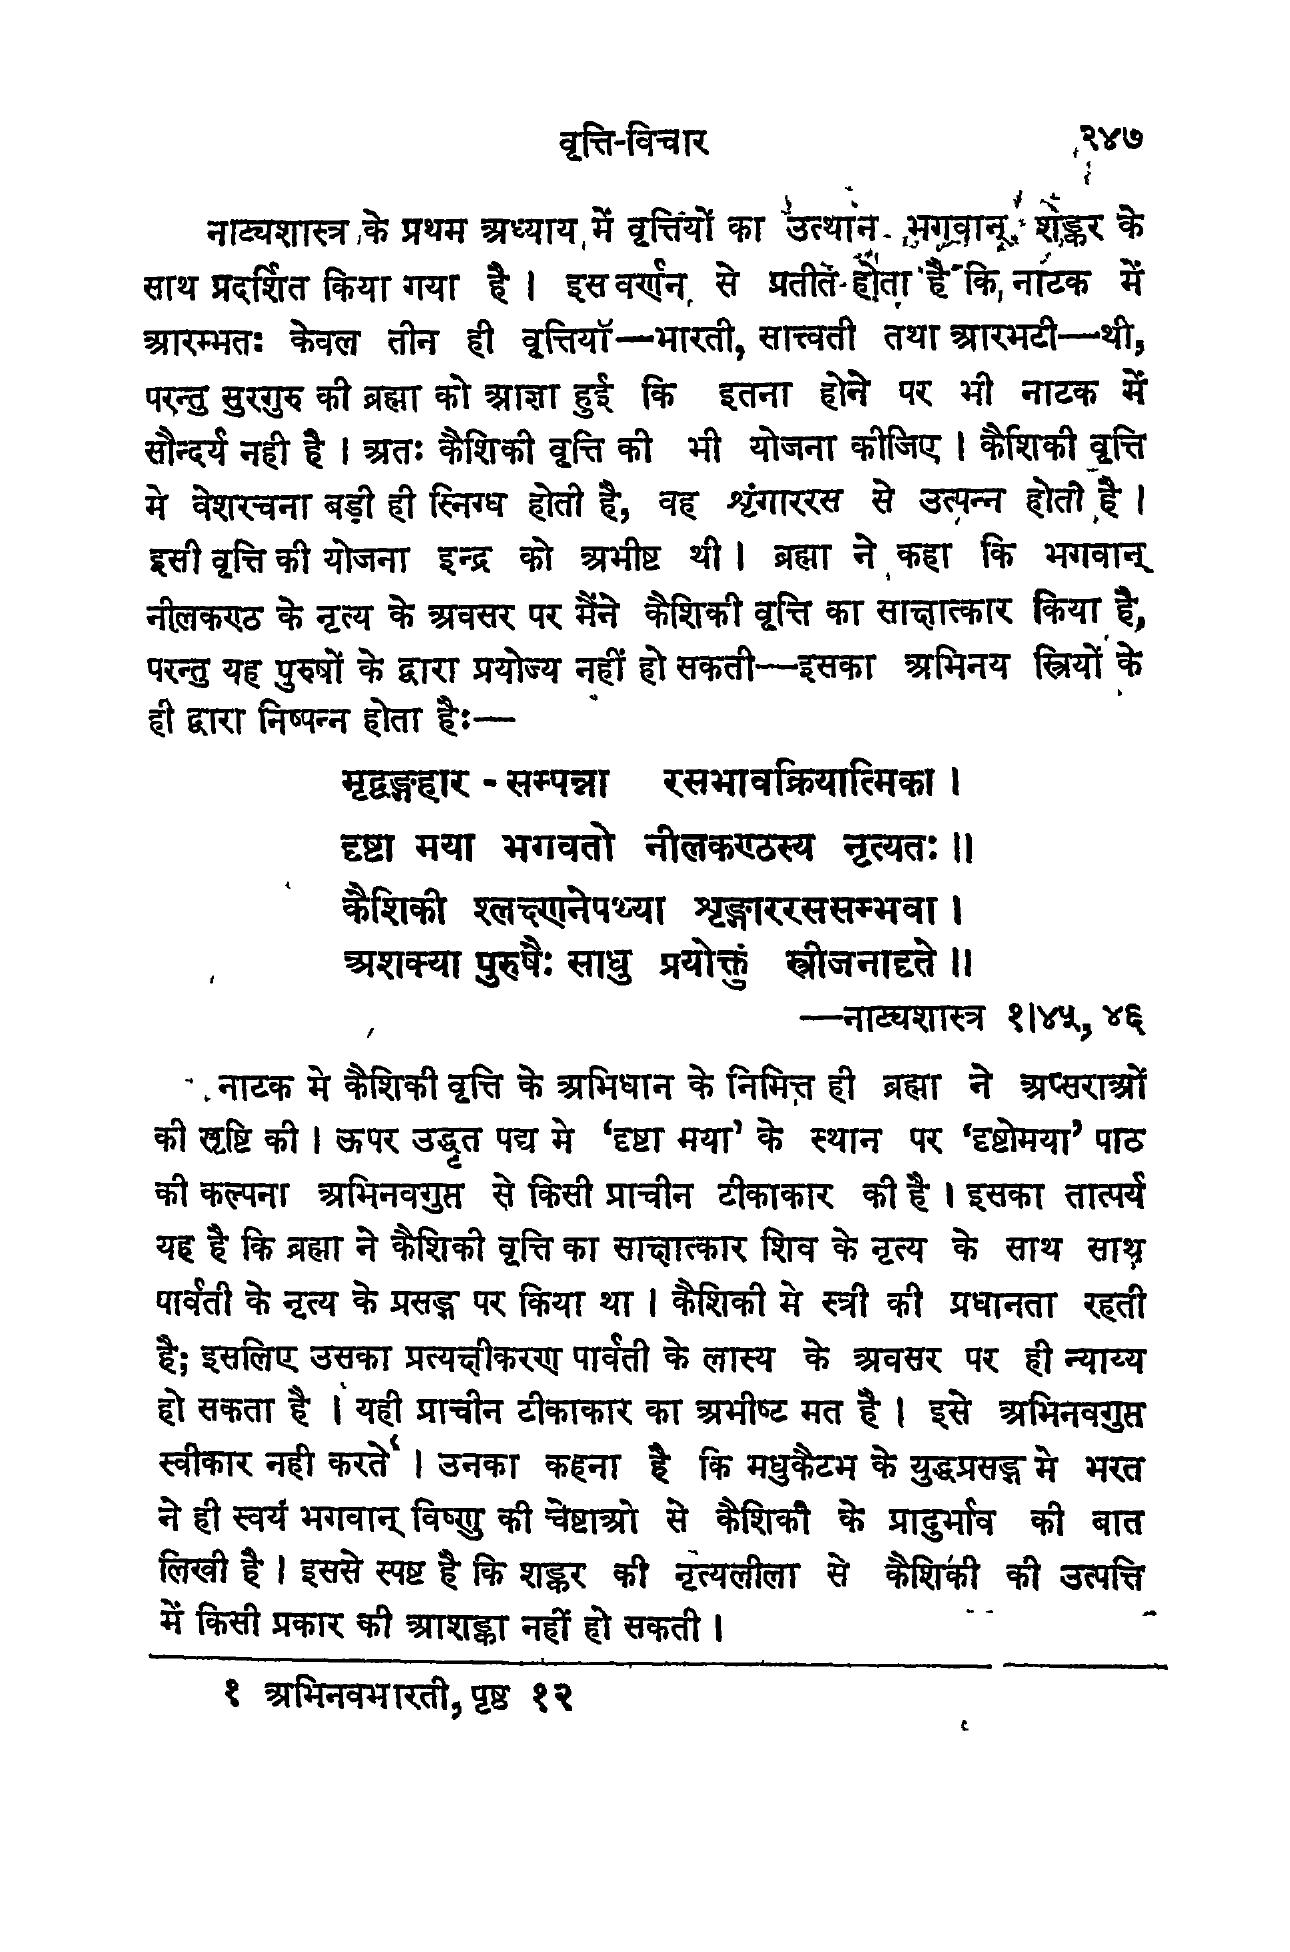 वृत्ति-विचार २४७
नाट्यशास्त्र के प्रथम अध्याय में वृत्तियों का उत्थान भगवान् शङ्कर के
साथ प्रदर्शित किया गया है । इस वर्णन से प्रतीत होता है कि नाटक में
आरम्भतः केवल तीन ही वृत्तियाँ—भारती, सात्त्वती तथा आरभटी—थी,
परन्तु सुरगुरु की ब्रह्मा को आज्ञा हुई कि इतना होने पर भी नाटक में
सौन्दर्य नही है । अतः कैशिकी वृत्ति की भी योजना कीजिए । कैशिकी वृत्ति
मे वेशरचना बड़ी ही स्निग्ध होती है, वह शृंगाररस से उत्पन्न होती है ।
इसी वृत्ति की योजना इन्द्र को अभीष्ट थी । ब्रह्मा ने कहा कि भगवान्
नीलकण्ठ के नृत्य के अवसर पर मैंने कैशिकी वृत्ति का साक्षात्कार किया है,
परन्तु यह पुरुषों के द्वारा प्रयोज्य नहीं हो सकती—इसका अभिनय स्त्रियों के
ही द्वारा निष्पन्न होता है:—
मृद्वङ्गहार - सम्पन्ना रसभावक्रियात्मिका ।
दृष्टा मया भगवतो नीलकण्ठस्य नृत्यतः ॥
कैशिकी श्लक्ष्णनेपथ्या शृङ्गाररससम्भवा ।
अशक्या पुरुषैः साधु प्रयोक्तुं स्त्रीजनादृते ॥
—नाट्यशास्त्र १।४५, ४६
नाटक मे कैशिकी वृत्ति के अभिधान के निमित्त ही ब्रह्मा ने अप्सराओं
की सृष्टि की । ऊपर उद्धृत पद्य मे ‘दृष्टा मया’ के स्थान पर ‘दृष्टोमया’ पाठ
की कल्पना अभिनवगुप्त से किसी प्राचीन टीकाकार की है । इसका तात्पर्य
यह है कि ब्रह्मा ने कैशिकी वृत्ति का साक्षात्कार शिव के नृत्य के साथ साथ
पार्वती के नृत्य के प्रसङ्ग पर किया था । कैशिकी मे स्त्री की प्रधानता रहती
है; इसलिए उसका प्रत्यक्षीकरण पार्वती के लास्य के अवसर पर ही न्याय्य
हो सकता है । यही प्राचीन टीकाकार का अभीष्ट मत है । इसे अभिनवगुप्त
स्वीकार नही करते¹ । उनका कहना है कि मधुकैटभ के युद्धप्रसङ्ग मे भरत
ने ही स्वयं भगवान् विष्णु की चेष्टाओ से कैशिकी के प्रादुर्भाव की बात
लिखी है । इससे स्पष्ट है कि शङ्कर की नृत्यलीला से कैशिकी की उत्पत्ति
में किसी प्रकार की आशङ्का नहीं हो सकती ।
१ अभिनवभारती, पृष्ठ १२